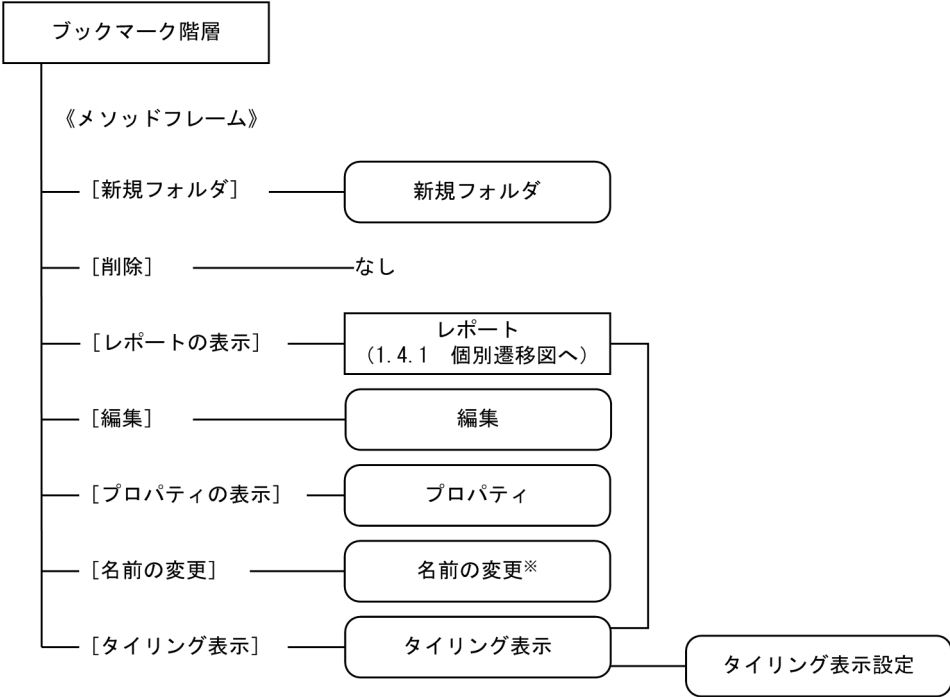 ブックマーク階層
《メソッドフレーム》
[新規フォルダ]
新規フォルダ
[削除]
なし
[レポートの表示]
レポート
(1.4.1　個別遷移図へ)
[編集]
編集
[プロパティの表示]
プロパティ
[名前の変更]
名前の変更※
[タイリング表示]
タイリング表示
タイリング表示設定